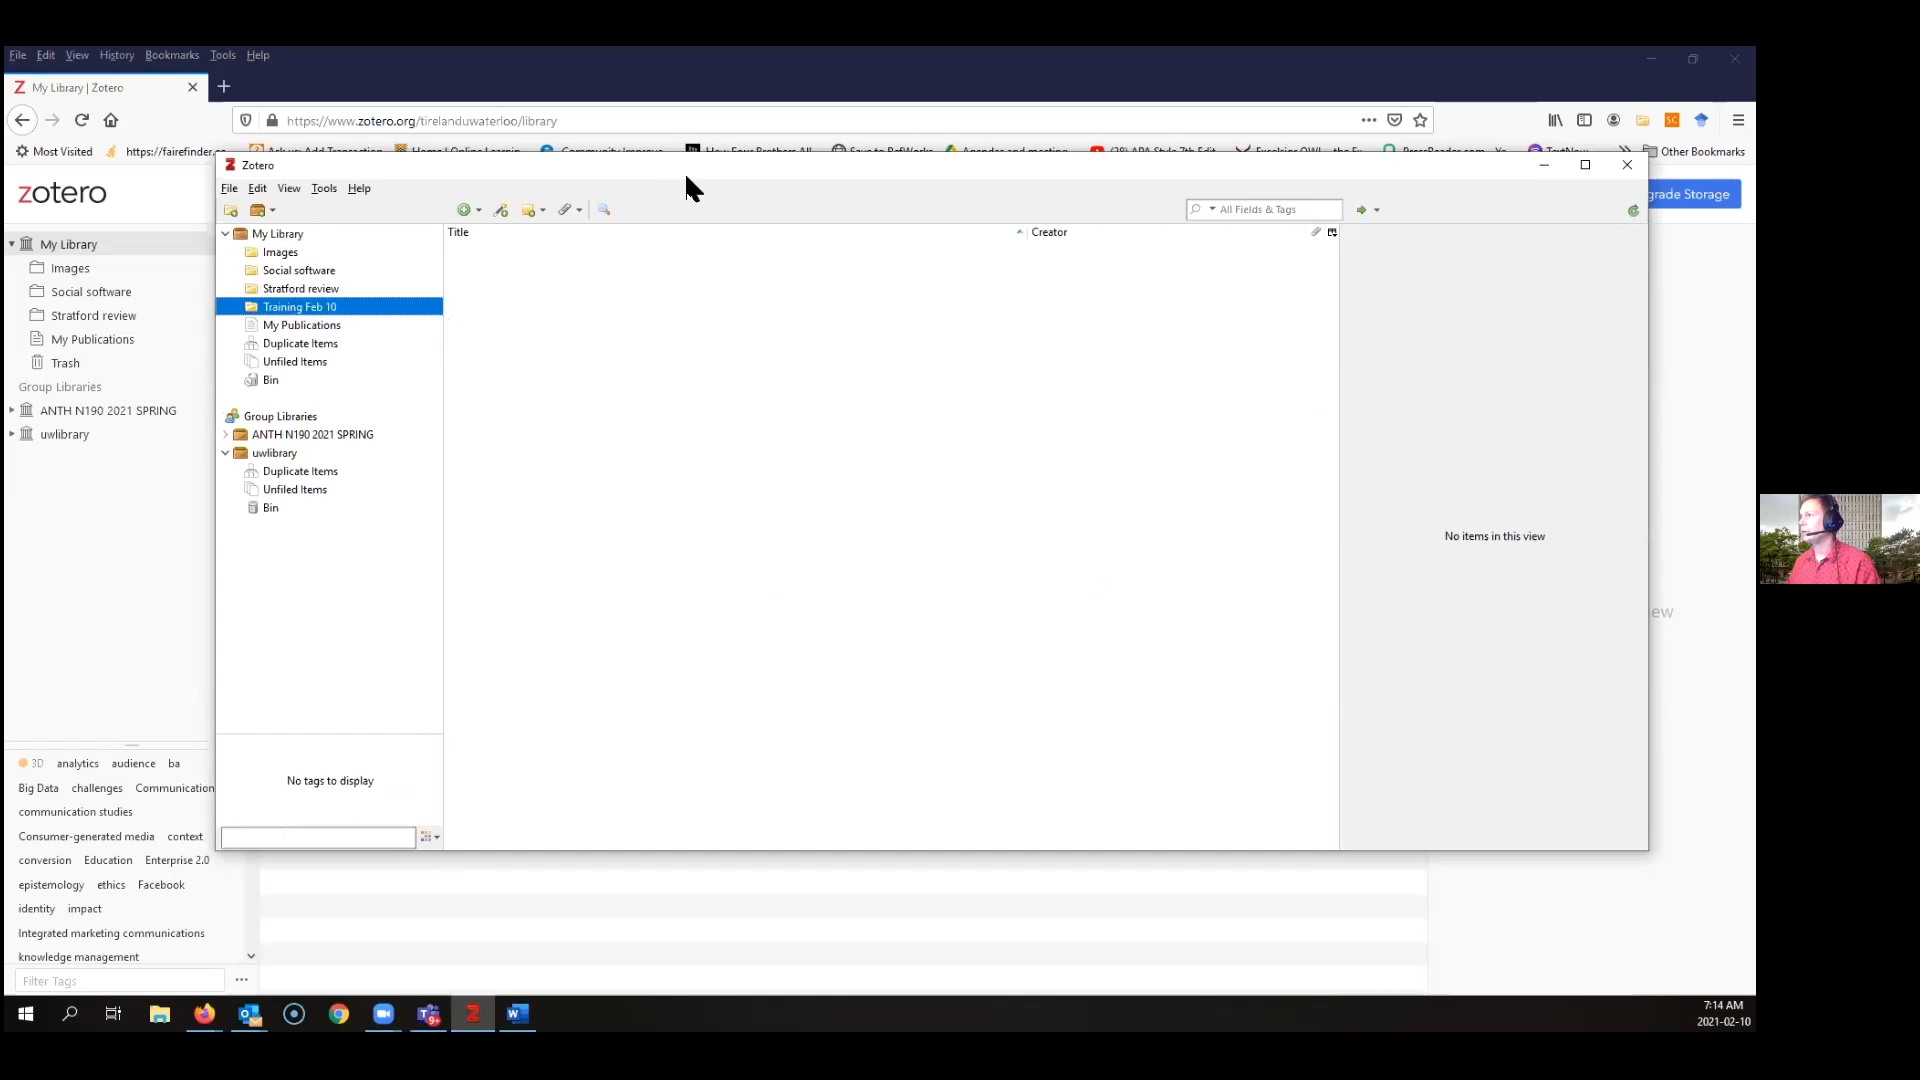 File Edit View History Bookmarks Tools Help
Z My Library | Zotero
https://www.zotero.org/tirelanduwaterloo/library
Most Visited https://fairefinder.c
Other Bookmarks
zotero
grade Storage
My Library
Images
Social software
Stratford review
My Publications
Trash
Group Libraries
ANTH N190 2021 SPRING
uwlibrary
3D analytics audience ba
Big Data challenges Communication
communication studies
Consumer-generated media context
conversion Education Enterprise 2.0
epistemology ethics Facebook
identity impact
Integrated marketing communications
knowledge management
Filter Tags
Z Zotero
File Edit View Tools Help
All Fields & Tags
My Library
Images
Social software
Stratford review
Training Feb 10
My Publications
Duplicate Items
Unfiled Items
Bin
Group Libraries
ANTH N190 2021 SPRING
uwlibrary
Duplicate Items
Unfiled Items
Bin
No tags to display
Title Creator
No items in this view
ew
7:14 AM
2021-02-10